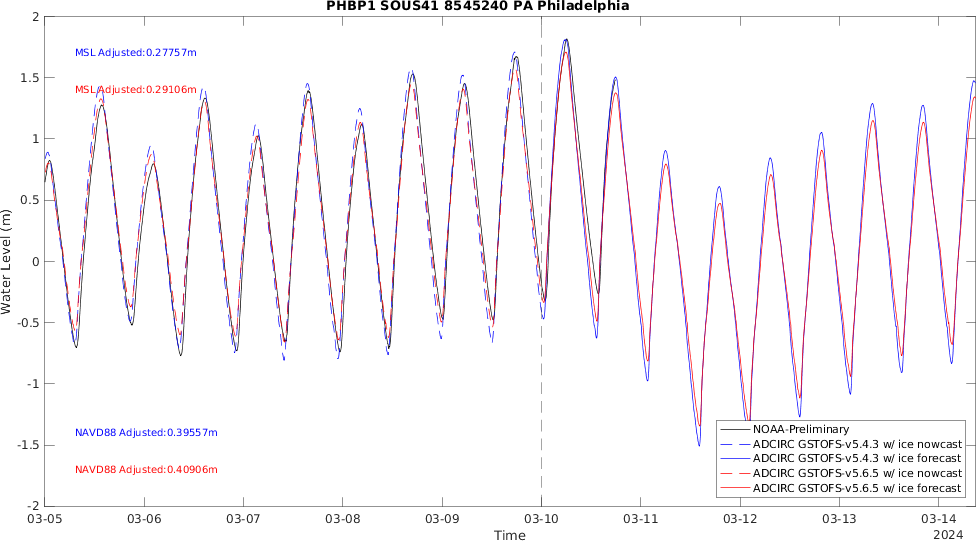 PHBP1 SOUS41 8545240 PA Philadelphia
2
1.5
1
0.5
0
-0.5
-1
-1.5
-2
Water Level (m)
MSL Adjusted:0.27757m
MSL Adjusted:0.29106m
NAVD88 Adjusted:0.39557m
NAVD88 Adjusted:0.40906m
NOAA-Preliminary
ADCIRC GSTOFS-v5.4.3 w/ ice nowcast
ADCIRC GSTOFS-v5.4.3 w/ ice forecast
ADCIRC GSTOFS-v5.6.5 w/ ice nowcast
ADCIRC GSTOFS-v5.6.5 w/ ice forecast
03-05 03-06 03-07 03-08 03-09 03-10 03-11 03-12 03-13 03-14
Time 2024